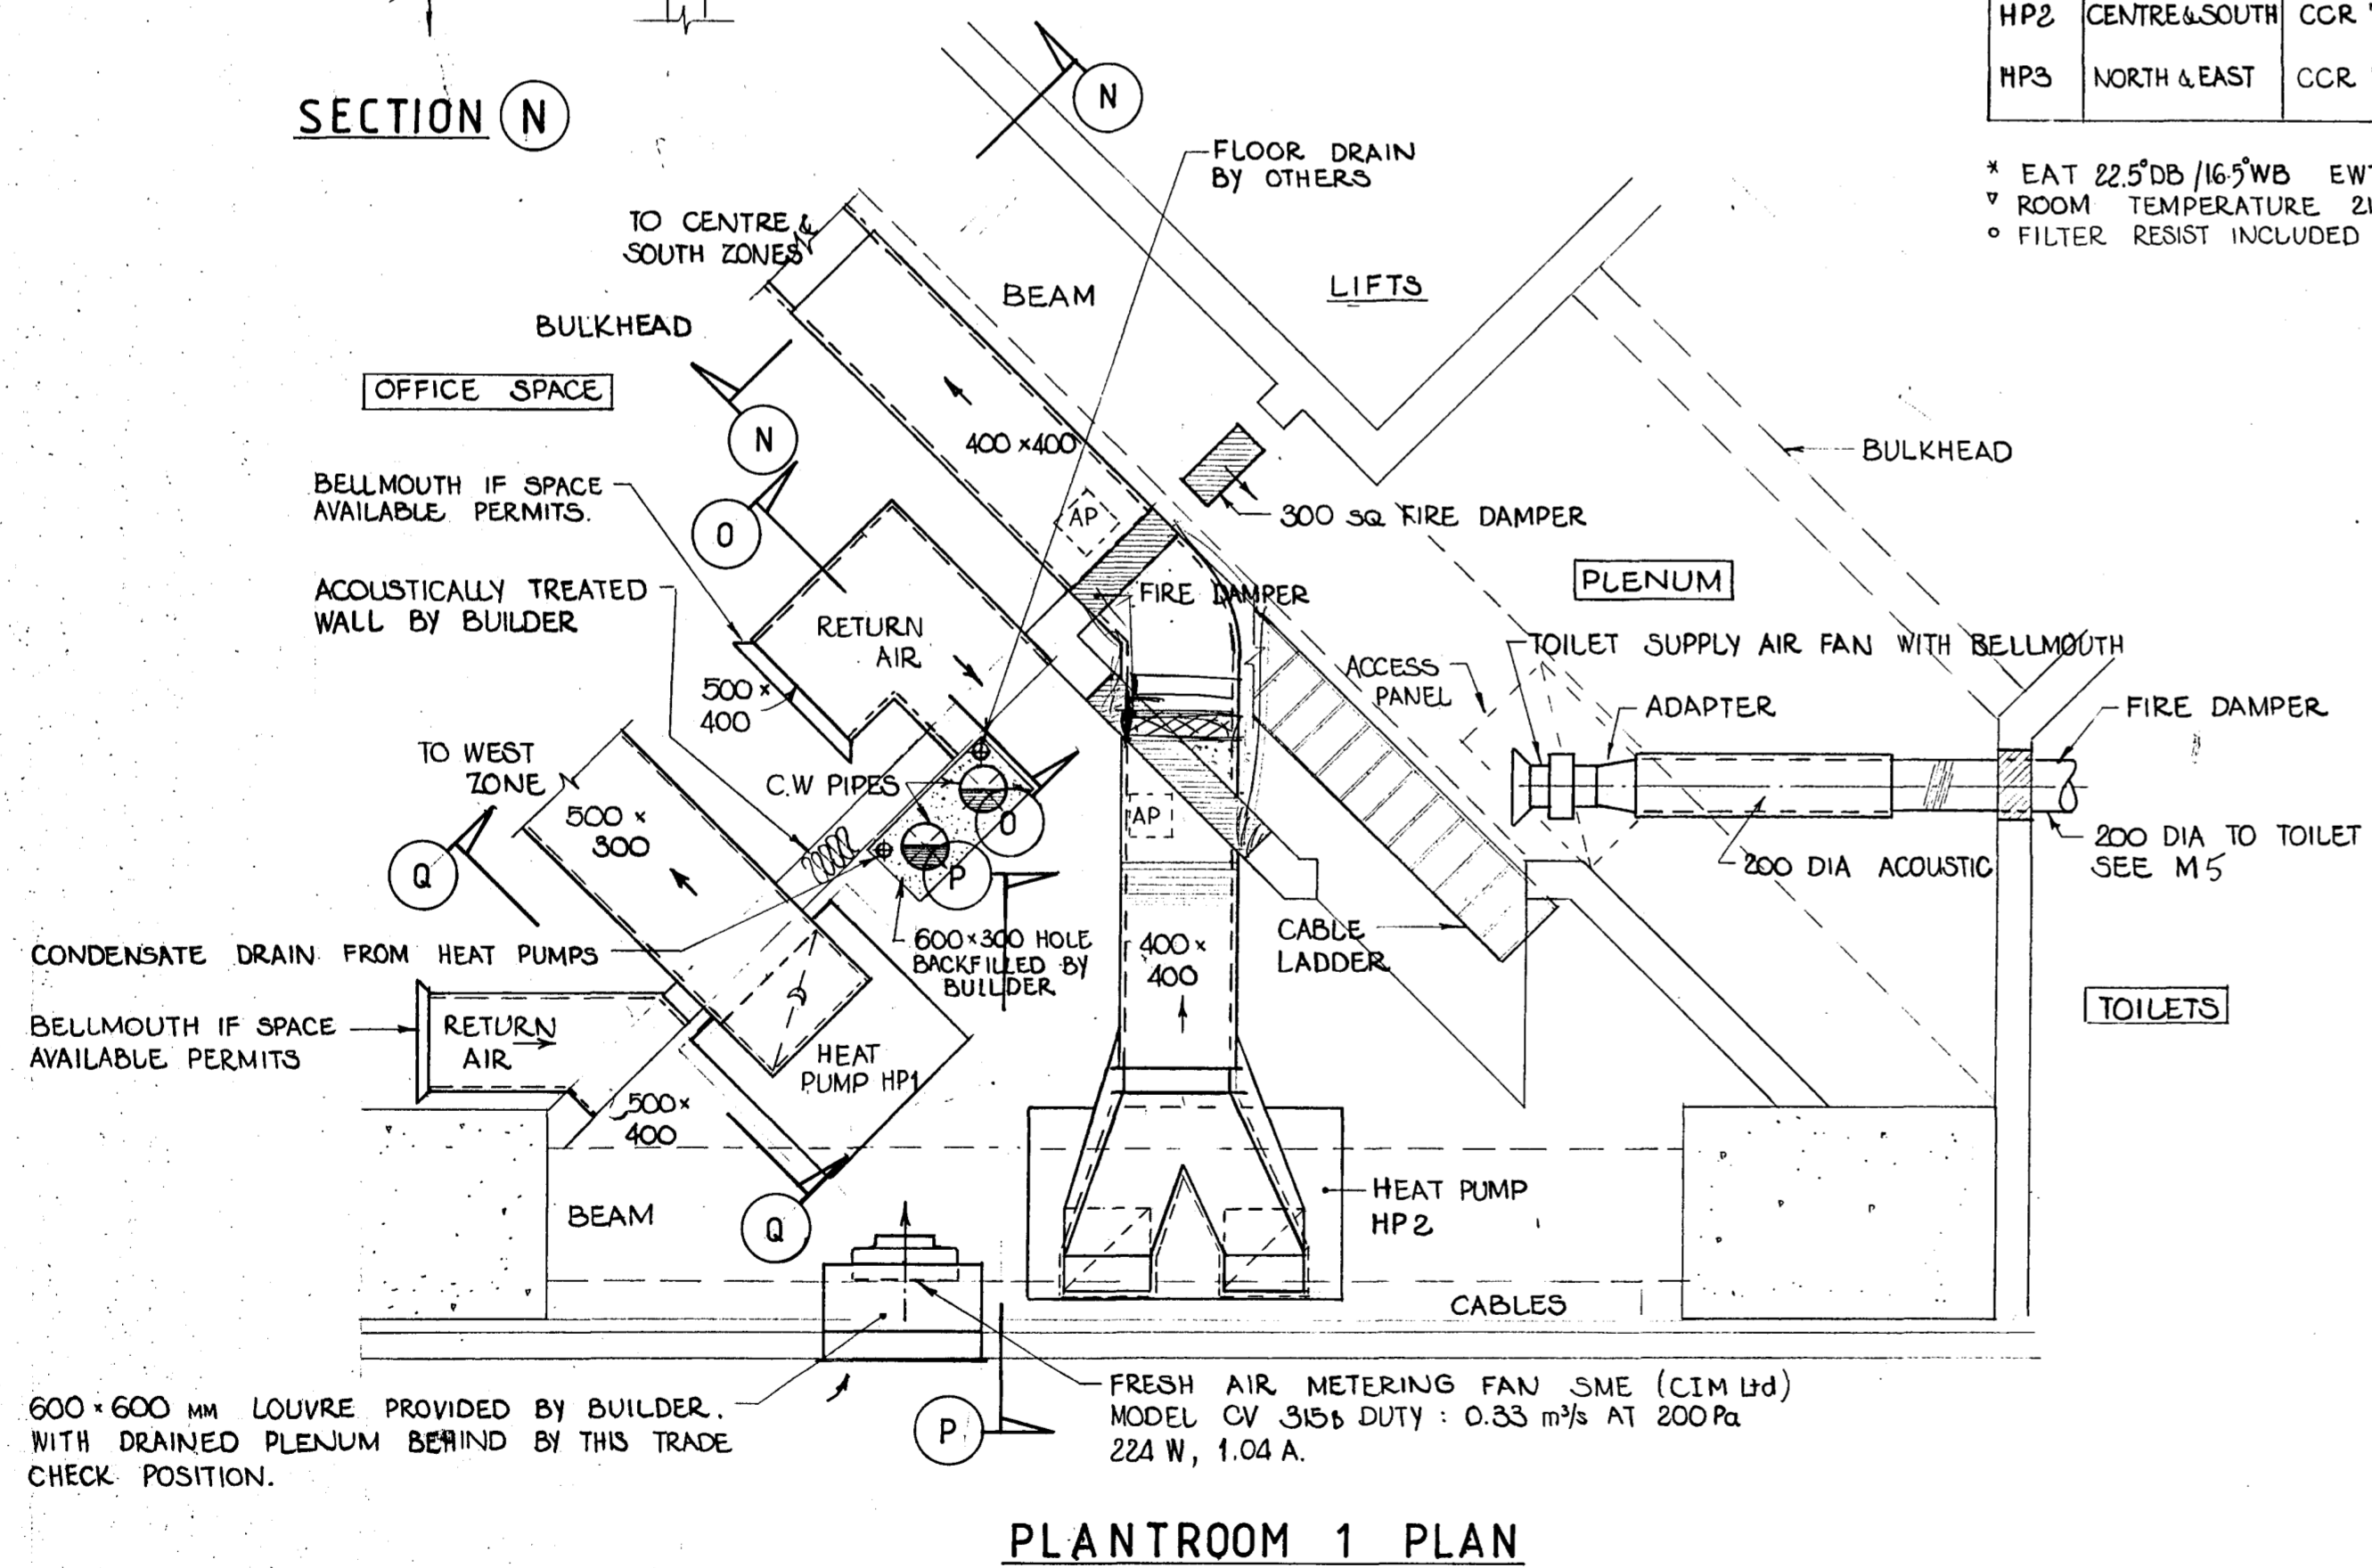 HP2 CENTRE & SOUTH CCR
HP3 NORTH & EAST CCR
SECTION N
N
* EAT 22.5°DB / 16.5°WB
▿ ROOM TEMPERATURE
o FILTER RESIST INCLUDED
FLOOR DRAIN
BY OTHERS
TO CENTRE &
SOUTH ZONES
BEAM
LIFTS
BULKHEAD
OFFICE SPACE
N
400 × 400
BULKHEAD
BELLMOUTH IF SPACE
AVAILABLE PERMITS.
O
AP
300 SQ FIRE DAMPER
ACOUSTICALLY TREATED
WALL BY BUILDER
FIRE DAMPER
PLENUM
RETURN
AIR
TOILET SUPPLY AIR FAN WITH BELLMOUTH
ACCESS
PANEL
500 ×
400
ADAPTER
FIRE DAMPER
TO WEST
ZONE
C.W PIPES
500 ×
300
O
AP
200 DIA TO TOILET
SEE M5
Q
P
200 DIA ACOUSTIC
CONDENSATE DRAIN FROM HEAT PUMPS
600×300 HOLE
BACKFILLED BY
BUILDER
400 ×
400
CABLE
LADDER
BELLMOUTH IF SPACE
AVAILABLE PERMITS
RETURN
AIR
HEAT
PUMP HP1
TOILETS
500 ×
400
BEAM
Q
HEAT PUMP
HP2
CABLES
600 × 600 MM LOUVRE PROVIDED BY BUILDER.
WITH DRAINED PLENUM BEHIND BY THIS TRADE
CHECK POSITION.
P
FRESH AIR METERING FAN SME (CIM Ltd)
MODEL CV 315B DUTY : 0.33 m³/s AT 200 Pa
224 W, 1.04 A.
PLANTROOM 1 PLAN